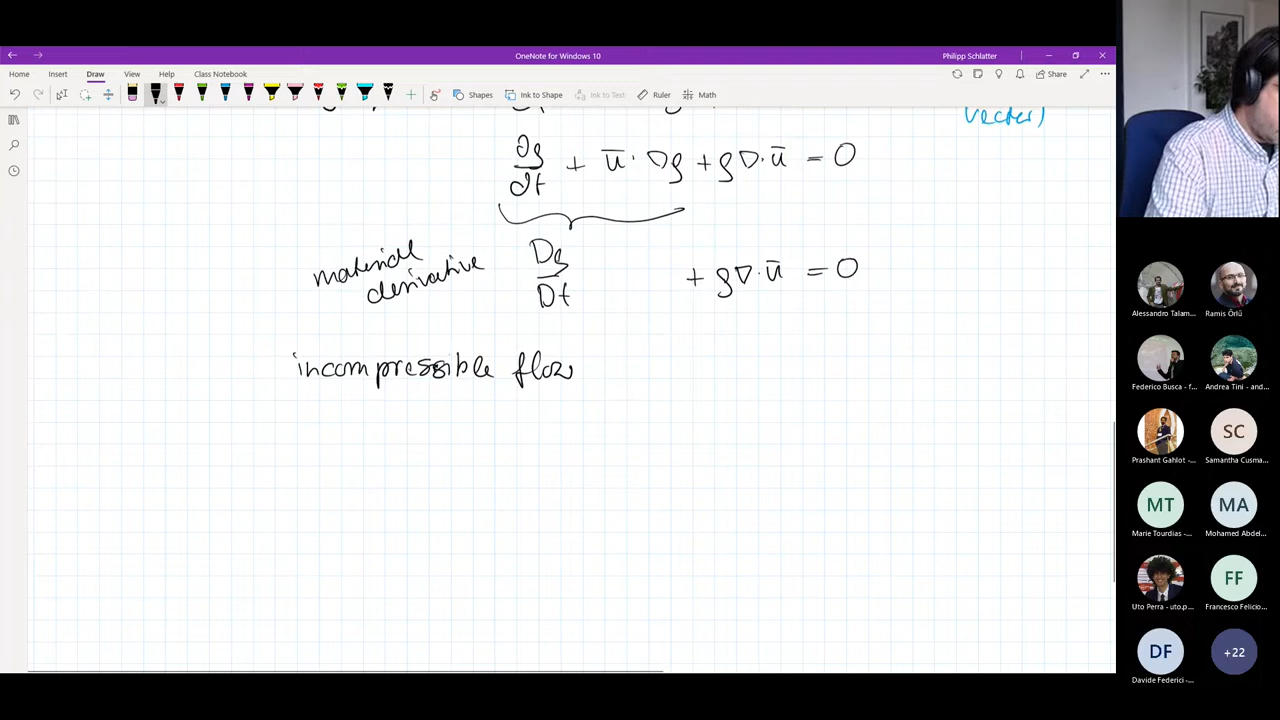 OneNote for Windows 10
Philipp Schlatter
Home Insert Draw View Help Class Notebook
Share
Shapes Ink to Shape Ink to Text Ruler Math
vector)
∂ρ/∂t + ū · ∇ρ + ρ∇·ū = 0
material derivative Dρ/Dt + ρ∇·ū = 0
incompressible flow
Alessandro Talam...
Ramis Örlü
Federico Busca - f...
Andrea Tini - and...
Prashant Gahlot -...
SC
Samantha Cusma...
MT
Marie Tourdias -...
MA
Mohamed Abdel...
Uto Perra - uto.p...
FF
Francesco Felicio...
DF
Davide Federici -...
+22